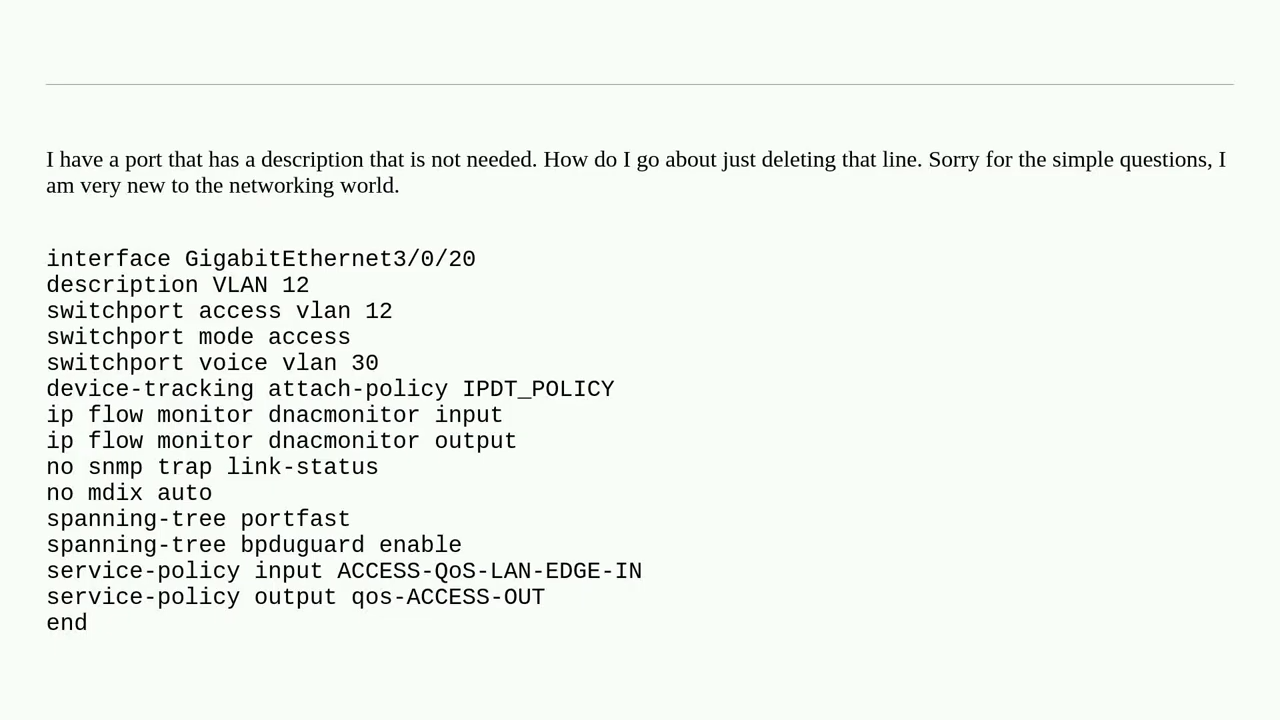 I have a port that has a description that is not needed. How do I go about just deleting that line. Sorry for the simple questions, I
am very new to the networking world.
interface GigabitEthernet3/0/20
description VLAN 12
switchport access vlan 12
switchport mode access
switchport voice vlan 30
device-tracking attach-policy IPDT_POLICY
ip flow monitor dnacmonitor input
ip flow monitor dnacmonitor output
no snmp trap link-status
no mdix auto
spanning-tree portfast
spanning-tree bpduguard enable
service-policy input ACCESS-QoS-LAN-EDGE-IN
service-policy output qos-ACCESS-OUT
end